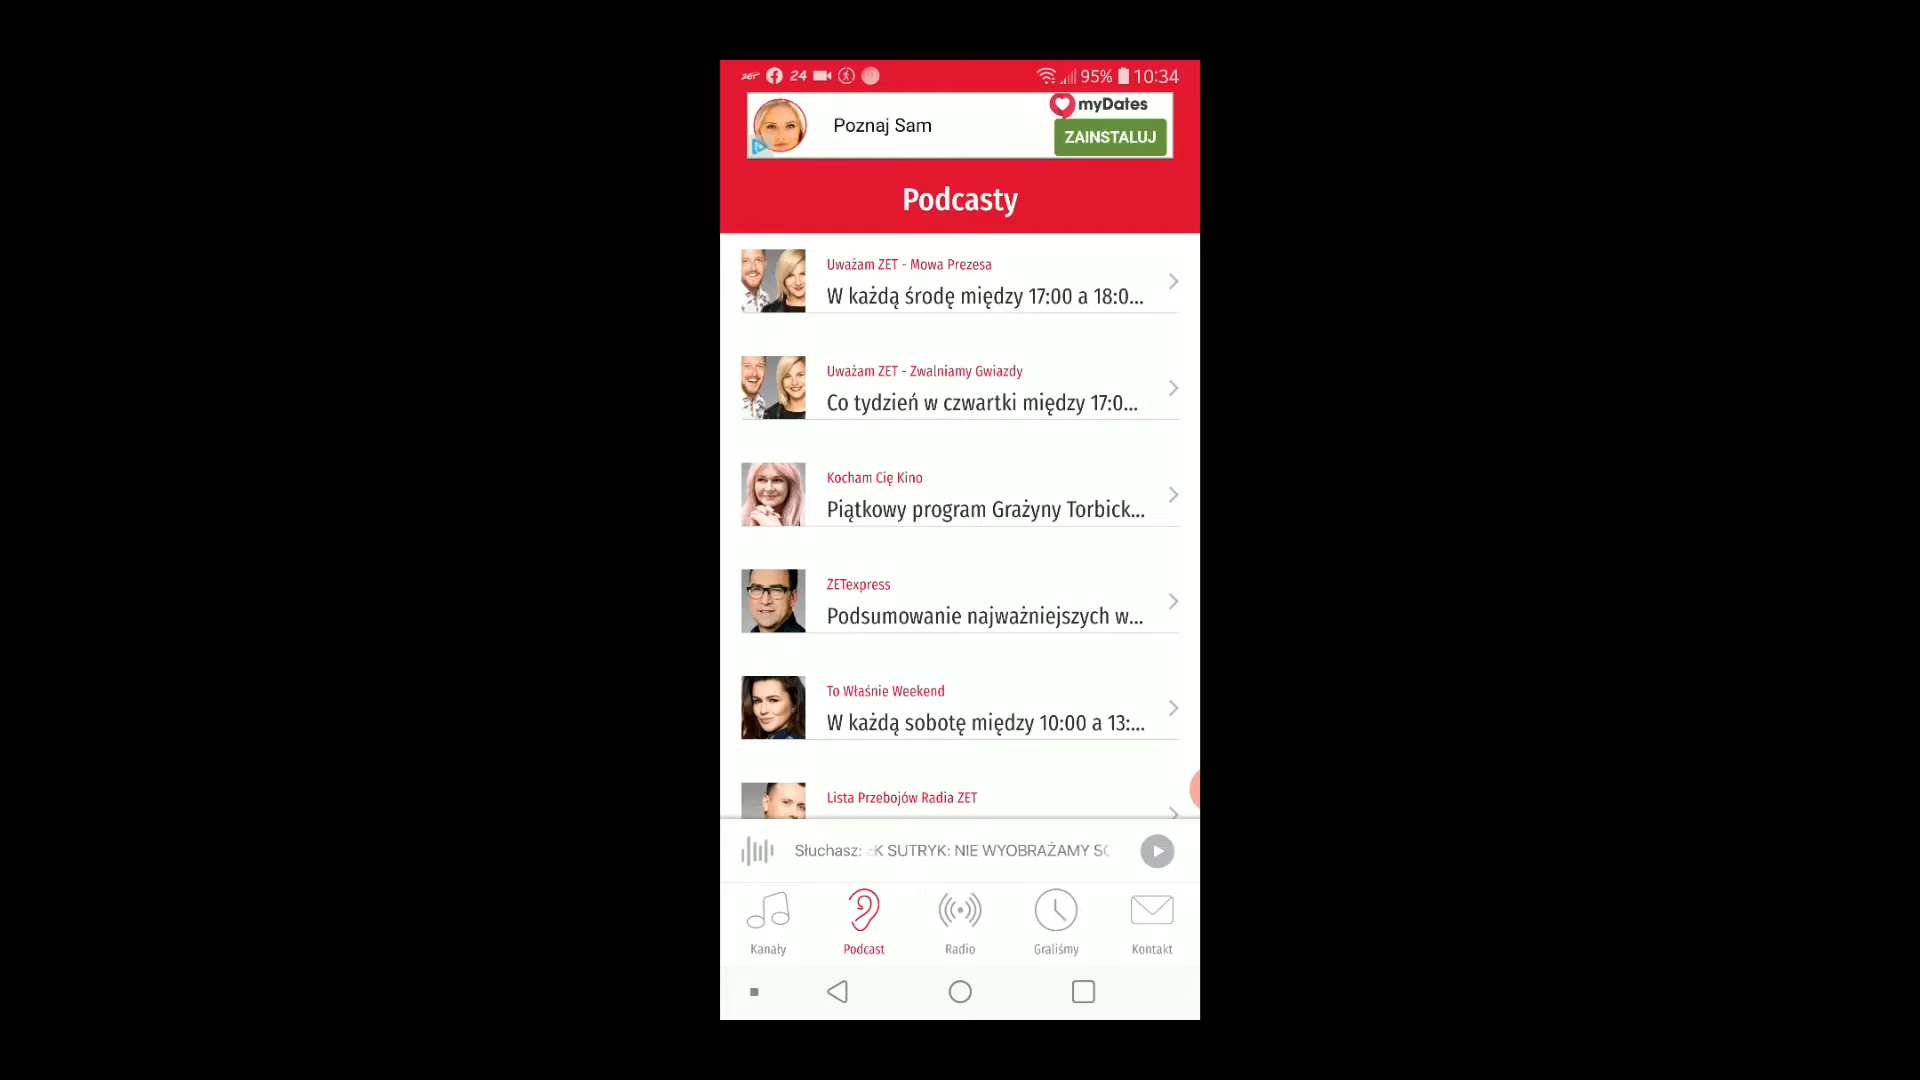 ZET 24 95% 10:34
myDates
Poznaj Sam
ZAINSTALUJ
Podcasty
Uważam ZET - Mowa Prezesa
W każdą środę między 17:00 a 18:0...
Uważam ZET - Zwalniamy Gwiazdy
Co tydzień w czwartki między 17:0...
Kocham Cię Kino
Piątkowy program Grażyny Torbick...
ZETexpress
Podsumowanie najważniejszych w...
To Właśnie Weekend
W każdą sobotę między 10:00 a 13:...
Lista Przebojów Radia ZET
Słuchasz: K SUTRYK: NIE WYOBRAŻAMY SO
Kanały Podcast Radio Graliśmy Kontakt